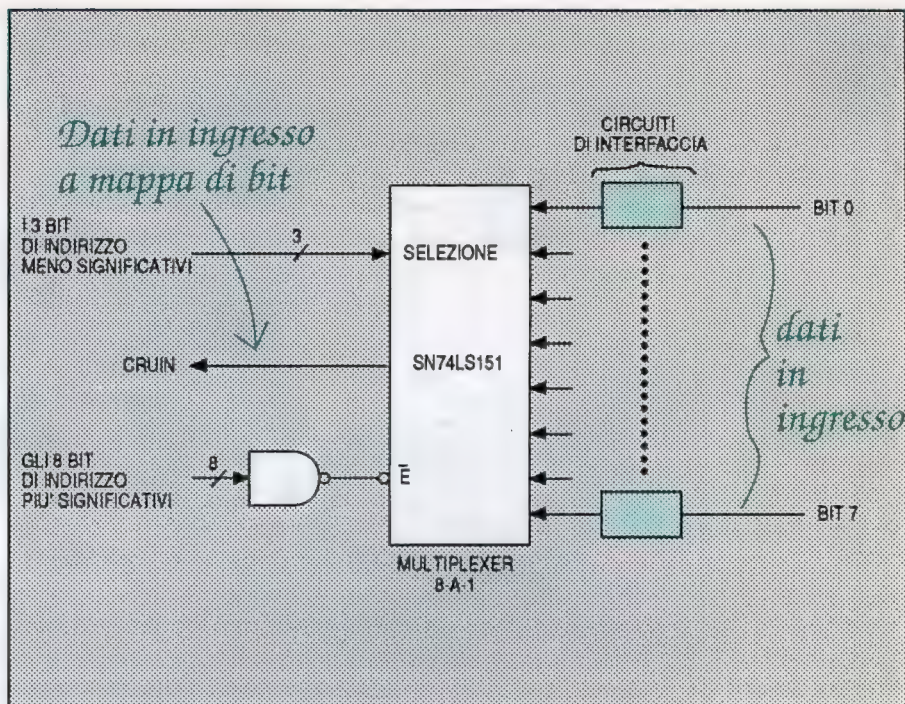 Dati in ingresso
a mappa di bit
CIRCUITI
DI INTERFACCIA
I 3 BIT
DI INDIRIZZO
MENO SIGNIFICATIVI
3
SELEZIONE
BIT 0
CRUIN
SN74LS151
dati
in
ingresso
GLI 8 BIT
DI INDIRIZZO
PIU' SIGNIFICATIVI
8
E̅
BIT 7
MULTIPLEXER
8-A-1